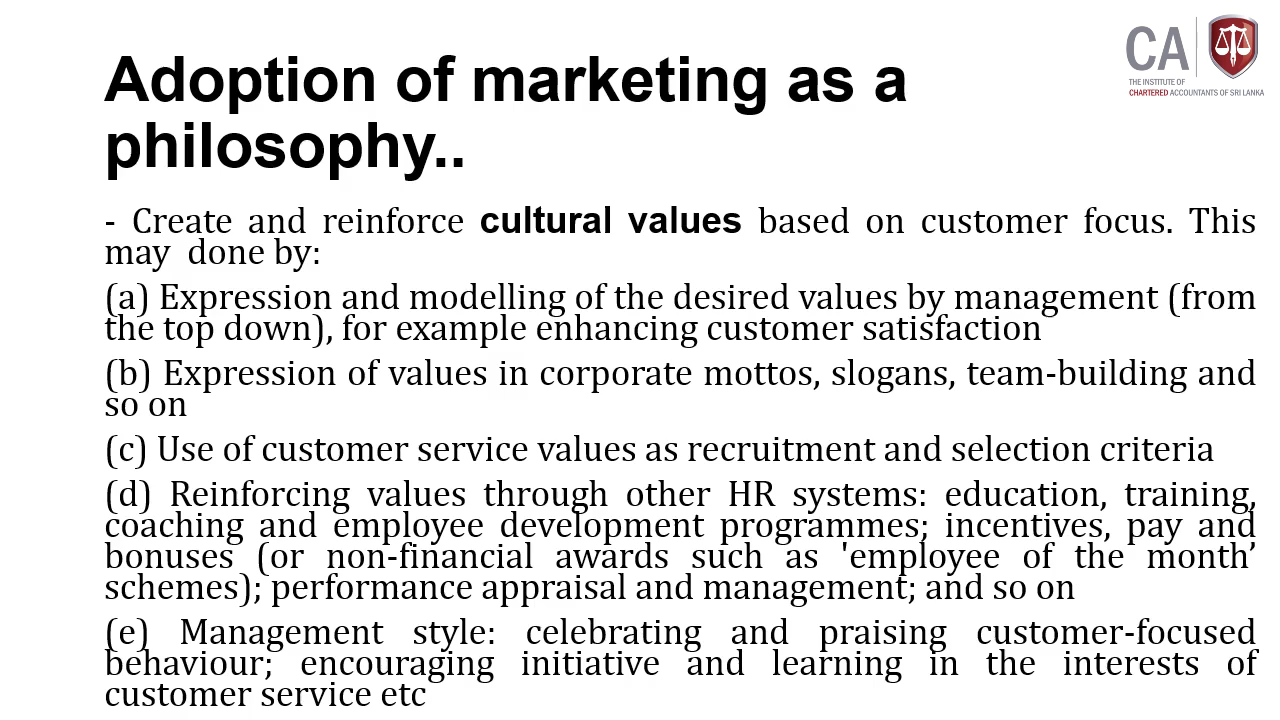 Adoption of marketing as a
philosophy..
CA
THE INSTITUTE OF
CHARTERED ACCOUNTANTS OF SRI LANKA
- Create and reinforce cultural values based on customer focus. This
may done by:
(a) Expression and modelling of the desired values by management (from
the top down), for example enhancing customer satisfaction
(b) Expression of values in corporate mottos, slogans, team-building and
so on
(c) Use of customer service values as recruitment and selection criteria
(d) Reinforcing values through other HR systems: education, training,
coaching and employee development programmes; incentives, pay and
bonuses (or non-financial awards such as 'employee of the month’
schemes); performance appraisal and management; and so on
(e) Management style: celebrating and praising customer-focused
behaviour; encouraging initiative and learning in the interests of
customer service etc